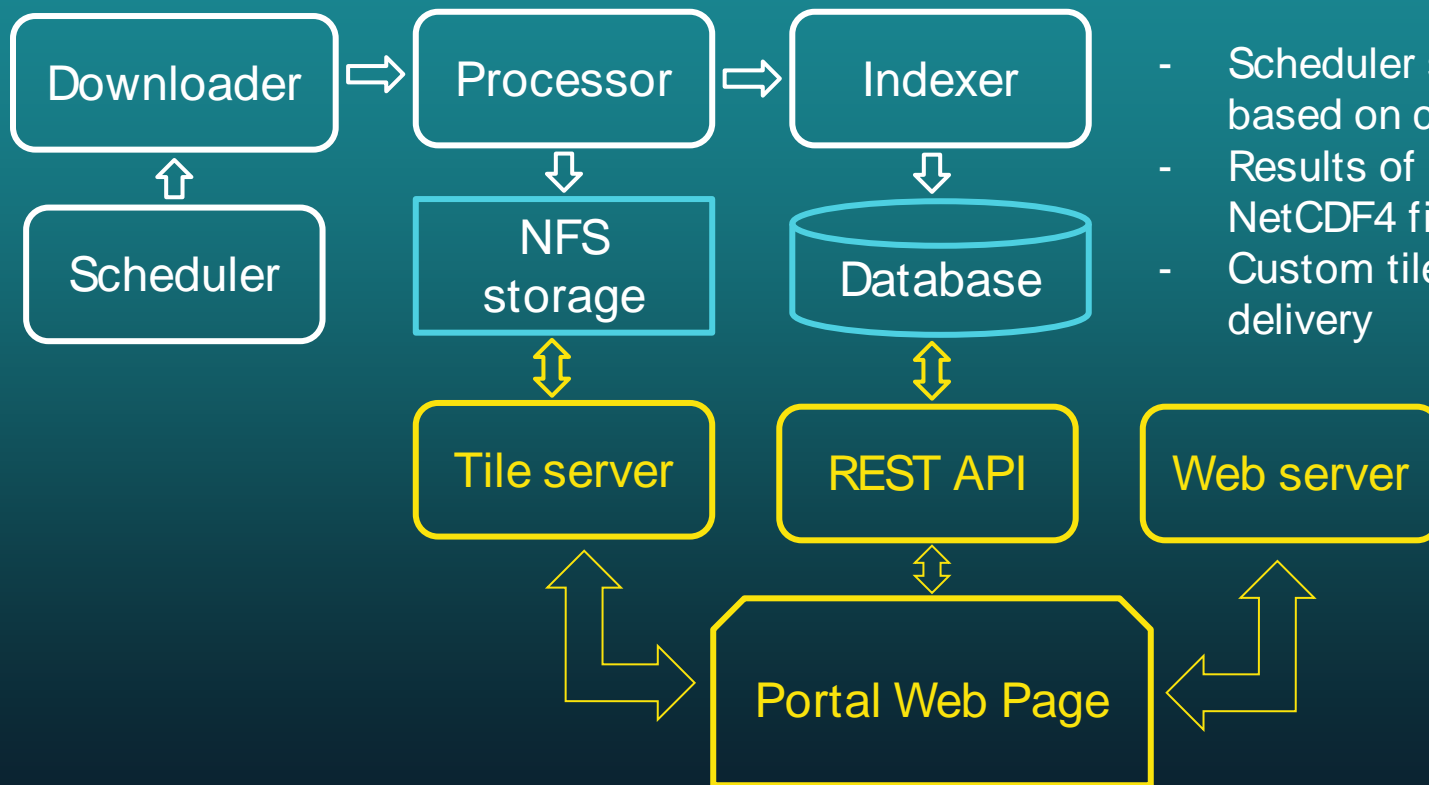 Downloader
Processor
Indexer
Scheduler
NFS
storage
Database
- Scheduler
based on
- Results of
NetCDF4
- Custom
delivery
Tile server
REST API
Web server
Portal Web Page